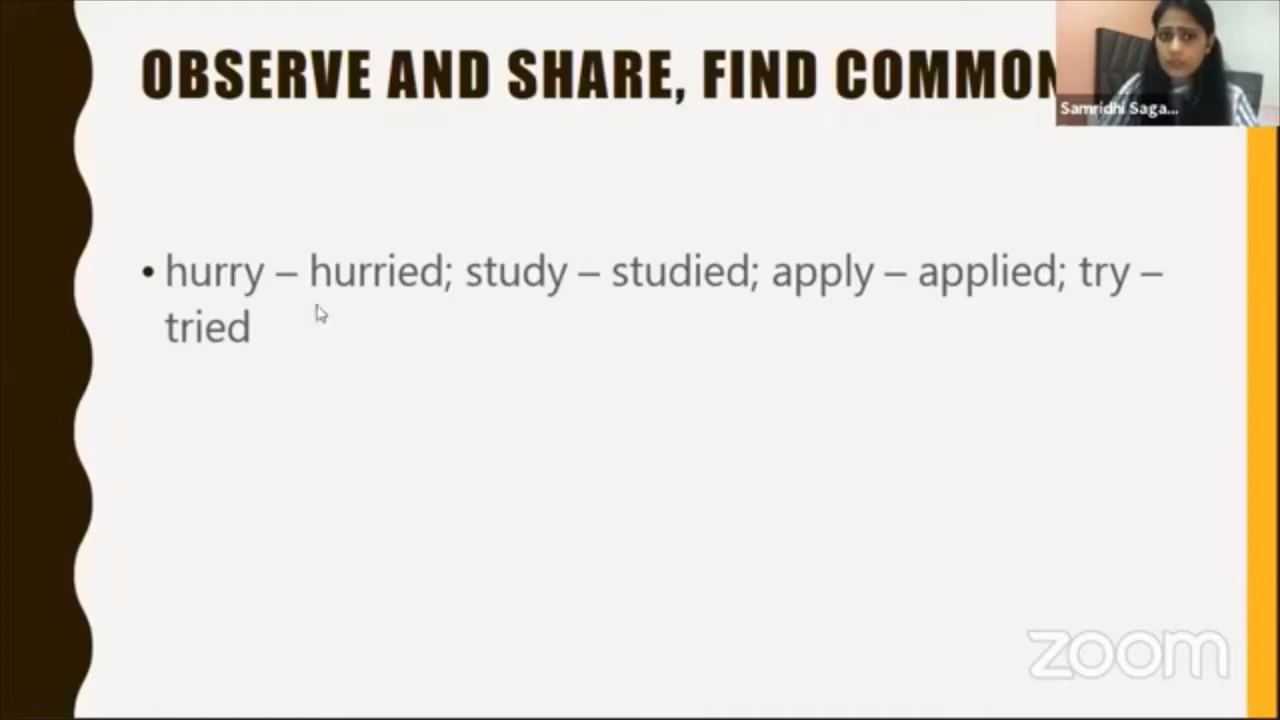 OBSERVE AND SHARE, FIND COMMON
Samridhi Saga...
• hurry – hurried; study – studied; apply – applied; try –
tried
zoom